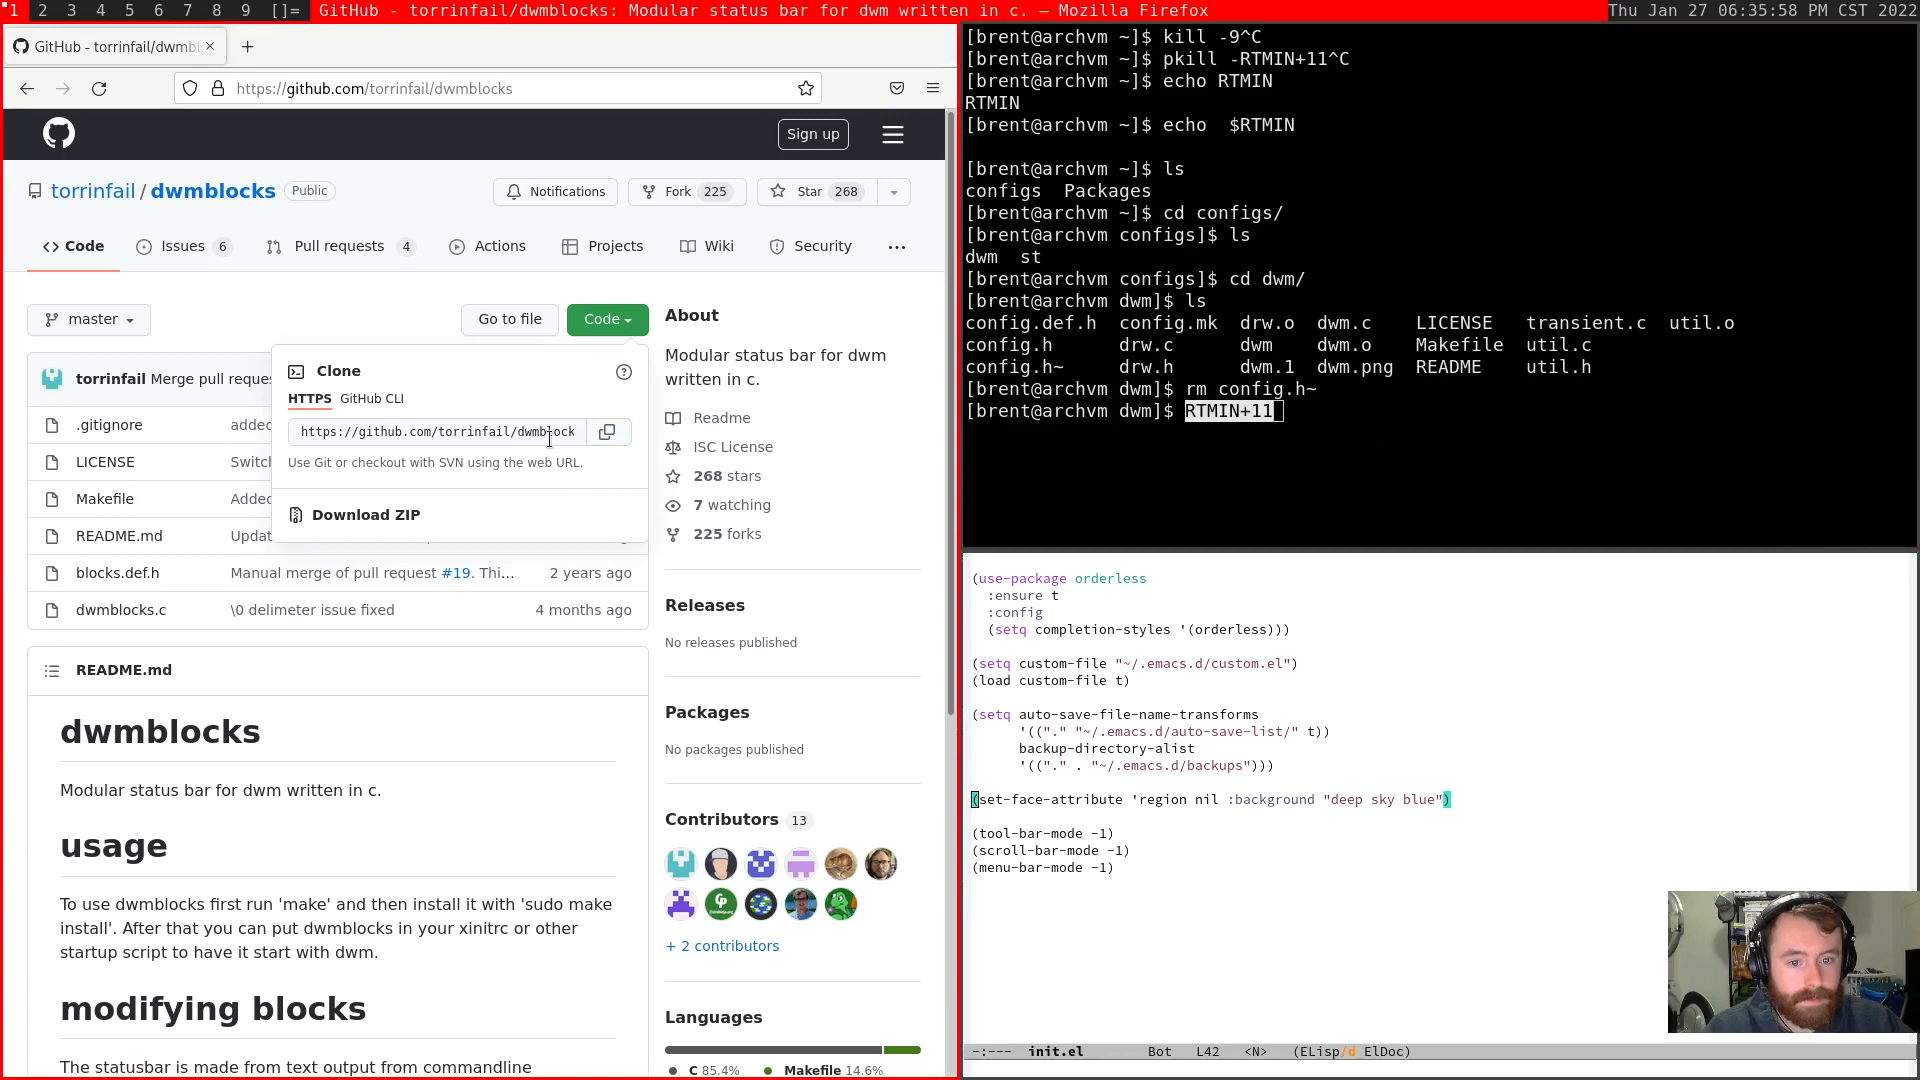 1 2 3 4 5 6 7 8 9 []= GitHub - torrinfail/dwmblocks: Modular status bar for dwm written in c. — Mozilla Firefox Thu Jan 27 06:35:58 PM CST 2022
GitHub - torrinfail/dwmbl
https://github.com/torrinfail/dwmblocks
Sign up
torrinfail / dwmblocks Public
Notifications
Fork 225
Star 268
Code
Issues 6
Pull requests 4
Actions
Projects
Wiki
Security
master
Go to file
Code
torrinfail Merge pull reques
Clone
HTTPS GitHub CLI
https://github.com/torrinfail/dwmblock
Use Git or checkout with SVN using the web URL.
Download ZIP
.gitignore added
LICENSE Switch
Makefile Added
README.md Updat
blocks.def.h Manual merge of pull request #19. Thi... 2 years ago
dwmblocks.c \0 delimeter issue fixed 4 months ago
README.md
dwmblocks
Modular status bar for dwm written in c.
usage
To use dwmblocks first run 'make' and then install it with 'sudo make
install'. After that you can put dwmblocks in your xinitrc or other
startup script to have it start with dwm.
modifying blocks
The statusbar is made from text output from commandline
About
Modular status bar for dwm
written in c.
Readme
ISC License
268 stars
7 watching
225 forks
Releases
No releases published
Packages
No packages published
Contributors 13
+ 2 contributors
Languages
C 85.4% Makefile 14.6%
[brent@archvm ~]$ kill -9^C
[brent@archvm ~]$ pkill -RTMIN+11^C
[brent@archvm ~]$ echo RTMIN
RTMIN
[brent@archvm ~]$ echo  $RTMIN
[brent@archvm ~]$ ls
configs  Packages
[brent@archvm ~]$ cd configs/
[brent@archvm configs]$ ls
dwm  st
[brent@archvm configs]$ cd dwm/
[brent@archvm dwm]$ ls
config.def.h  config.mk  drw.o  dwm.c    LICENSE   transient.c  util.o
config.h      drw.c      dwm    dwm.o    Makefile  util.c
config.h~     drw.h      dwm.1  dwm.png  README    util.h
[brent@archvm dwm]$ rm config.h~
[brent@archvm dwm]$ RTMIN+11
(use-package orderless
  :ensure t
  :config
  (setq completion-styles '(orderless)))
(setq custom-file "~/.emacs.d/custom.el")
(load custom-file t)
(setq auto-save-file-name-transforms
      '(("." "~/.emacs.d/auto-save-list/" t))
      backup-directory-alist
      '(("." . "~/.emacs.d/backups")))
(set-face-attribute 'region nil :background "deep sky blue")
(tool-bar-mode -1)
(scroll-bar-mode -1)
(menu-bar-mode -1)
-:---  init.el        Bot   L42   <N>   (ELisp/d ElDoc)